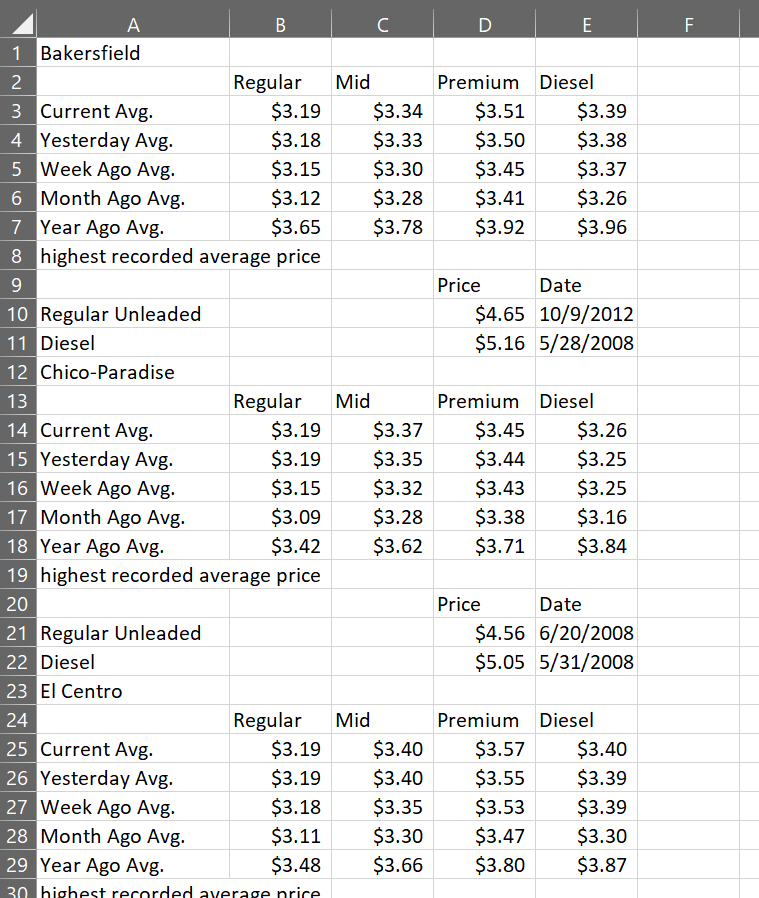 A B C D E F
1 Bakersfield
2 Regular Mid Premium Diesel
3 Current Avg. $3.19 $3.34 $3.51 $3.39
4 Yesterday Avg. $3.18 $3.33 $3.50 $3.38
5 Week Ago Avg. $3.15 $3.30 $3.45 $3.37
6 Month Ago Avg. $3.12 $3.28 $3.41 $3.26
7 Year Ago Avg. $3.65 $3.78 $3.92 $3.96
8 highest recorded average price
9 Price Date
10 Regular Unleaded $4.65 10/9/2012
11 Diesel $5.16 5/28/2008
12 Chico-Paradise
13 Regular Mid Premium Diesel
14 Current Avg. $3.19 $3.37 $3.45 $3.26
15 Yesterday Avg. $3.19 $3.35 $3.44 $3.25
16 Week Ago Avg. $3.15 $3.32 $3.43 $3.25
17 Month Ago Avg. $3.09 $3.28 $3.38 $3.16
18 Year Ago Avg. $3.42 $3.62 $3.71 $3.84
19 highest recorded average price
20 Price Date
21 Regular Unleaded $4.56 6/20/2008
22 Diesel $5.05 5/31/2008
23 El Centro
24 Regular Mid Premium Diesel
25 Current Avg. $3.19 $3.40 $3.57 $3.40
26 Yesterday Avg. $3.19 $3.40 $3.55 $3.39
27 Week Ago Avg. $3.18 $3.35 $3.53 $3.39
28 Month Ago Avg. $3.11 $3.30 $3.47 $3.30
29 Year Ago Avg. $3.48 $3.66 $3.80 $3.87
30 highest recorded average price